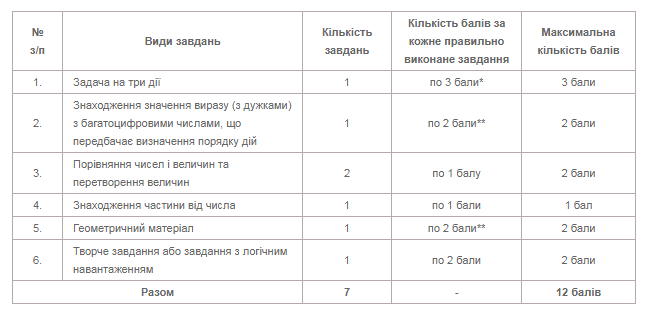 №
з/п
Види завдань
Кількість
завдань
Кількість балів за
кожне правильно
виконане завдання
Максимальна
кількість балів
1.
Задача на три дії
1
по 3 бали*
3 бали
2.
Знаходження значення виразу (з дужками)
з багатоцифровими числами, що
передбачає визначення порядку дій
1
по 2 бали**
2 бали
3.
Порівняння чисел і величин та
перетворення величин
2
по 1 балу
2 бали
4.
Знаходження частини від числа
1
по 1 бали
1 бал
5.
Геометричний матеріал
1
по 2 бали**
2 бали
6.
Творче завдання або завдання з логічним
навантаженням
1
по 2 бали
2 бали
Разом
7
-
12 балів